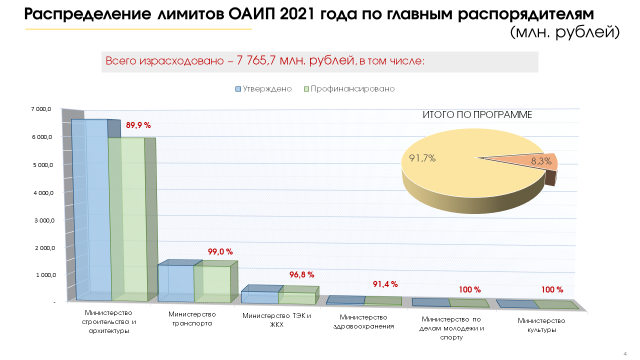 Распределение лимитов ОАИП 2021 года по главным распорядителям
(млн. рублей)
Всего израсходовано – 7 765,7 млн. рублей, в том числе:
Утверждено Профинансировано
7 000,0
6 000,0
5 000,0
4 000,0
3 000,0
2 000,0
1 000,0
-
89,9 %
99,0 %
96,8 %
91,4 %
100 %
100 %
ИТОГО ПО ПРОГРАММЕ
91,7%
8,3%
Министерство
строительства и
архитектуры
Министерство
транспорта
Министерство ТЭК и
ЖКХ
Министерство
здравоохранения
Министерство по
делам молодежи и
спорту
Министерство
культуры
4